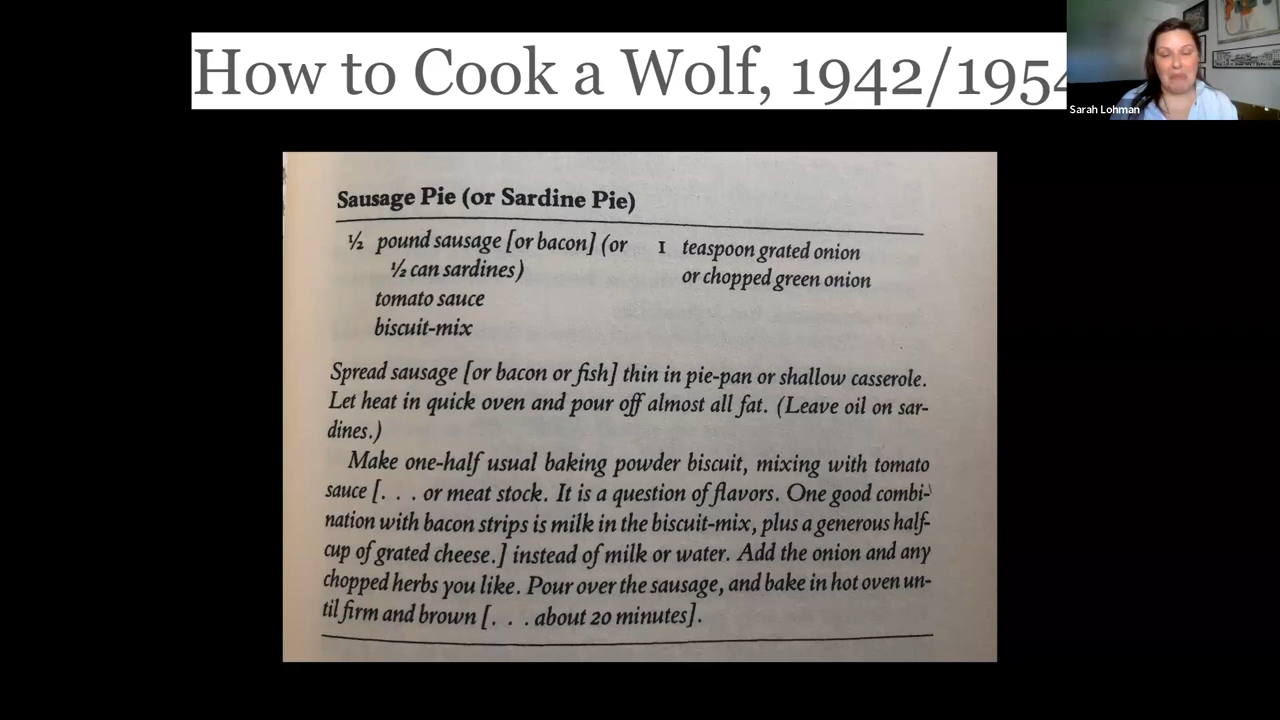 How to Cook a Wolf, 1942/1954
Sarah Lohman
Sausage Pie (or Sardine Pie)
½ pound sausage [or bacon] (or
½ can sardines)
tomato sauce
biscuit-mix
1 teaspoon grated onion
or chopped green onion
Spread sausage [or bacon or fish] thin in pie-pan or shallow casserole.
Let heat in quick oven and pour off almost all fat. (Leave oil on sar-
dines.)
Make one-half usual baking powder biscuit, mixing with tomato
sauce [. . . or meat stock. It is a question of flavors. One good combi-
nation with bacon strips is milk in the biscuit-mix, plus a generous half-
cup of grated cheese.] instead of milk or water. Add the onion and any
chopped herbs you like. Pour over the sausage, and bake in hot oven un-
til firm and brown [. . . about 20 minutes].